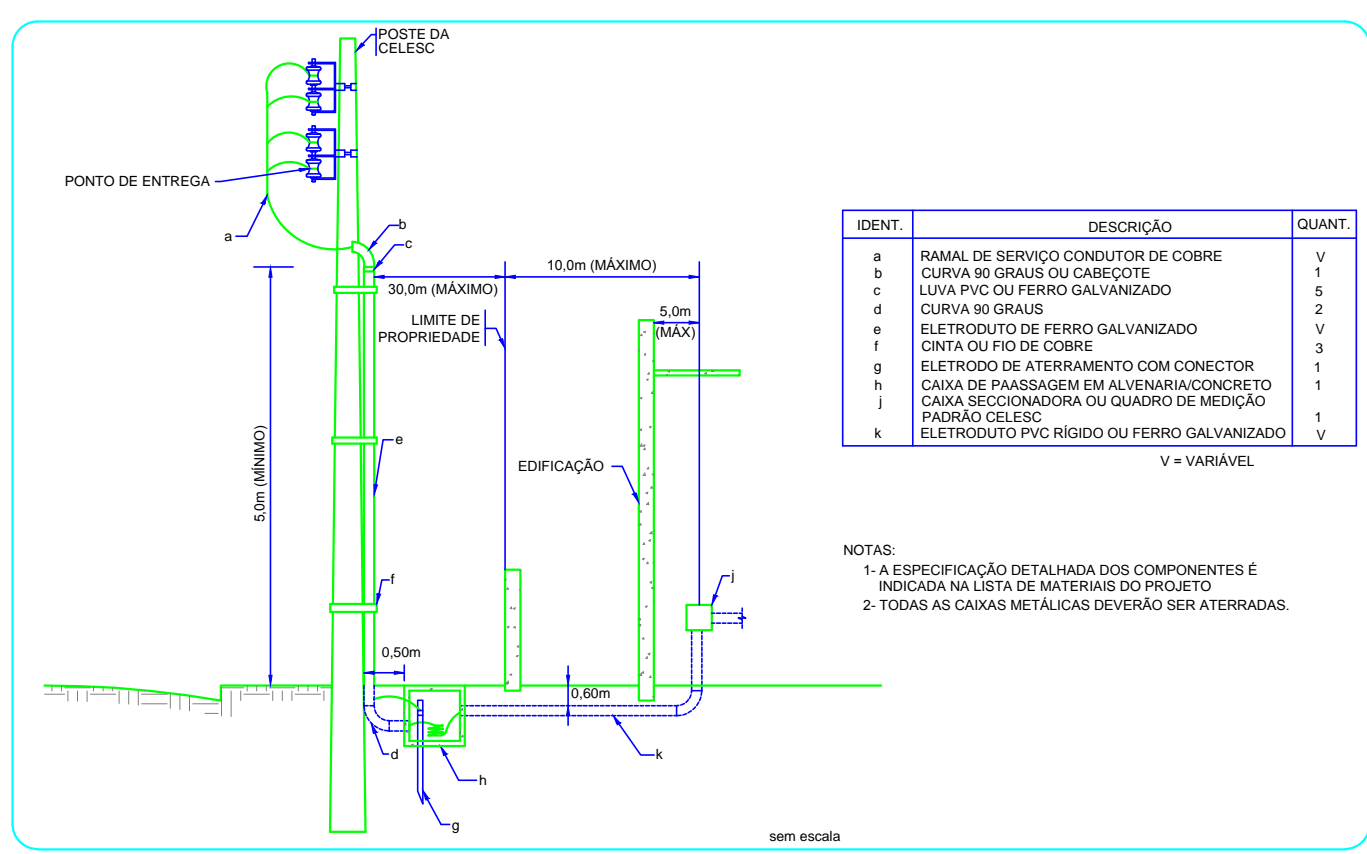 POSTE DA
CELESC
PONTO DE ENTREGA
a
b
c
10,0m (MÁXIMO)
30,0m (MÁXIMO)
LIMITE DE
PROPRIEDADE
5,0m
(MÁX)
5,0m (MÍNIMO)
e
EDIFICAÇÃO
f
j
0,50m
0,60m
d
h
k
g
sem escala
IDENT. DESCRIÇÃO QUANT.
a RAMAL DE SERVIÇO CONDUTOR DE COBRE V
b CURVA 90 GRAUS OU CABEÇOTE 1
c LUVA PVC OU FERRO GALVANIZADO 5
d CURVA 90 GRAUS 2
e ELETRODUTO DE FERRO GALVANIZADO V
f CINTA OU FIO DE COBRE 3
g ELETRODO DE ATERRAMENTO COM CONECTOR 1
h CAIXA DE PAASSAGEM EM ALVENARIA/CONCRETO 1
j CAIXA SECCIONADORA OU QUADRO DE MEDIÇÃO
PADRÃO CELESC 1
k ELETRODUTO PVC RÍGIDO OU FERRO GALVANIZADO V
V = VARIÁVEL
NOTAS:
1- A ESPECIFICAÇÃO DETALHADA DOS COMPONENTES É
INDICADA NA LISTA DE MATERIAIS DO PROJETO
2- TODAS AS CAIXAS METÁLICAS DEVERÃO SER ATERRADAS.